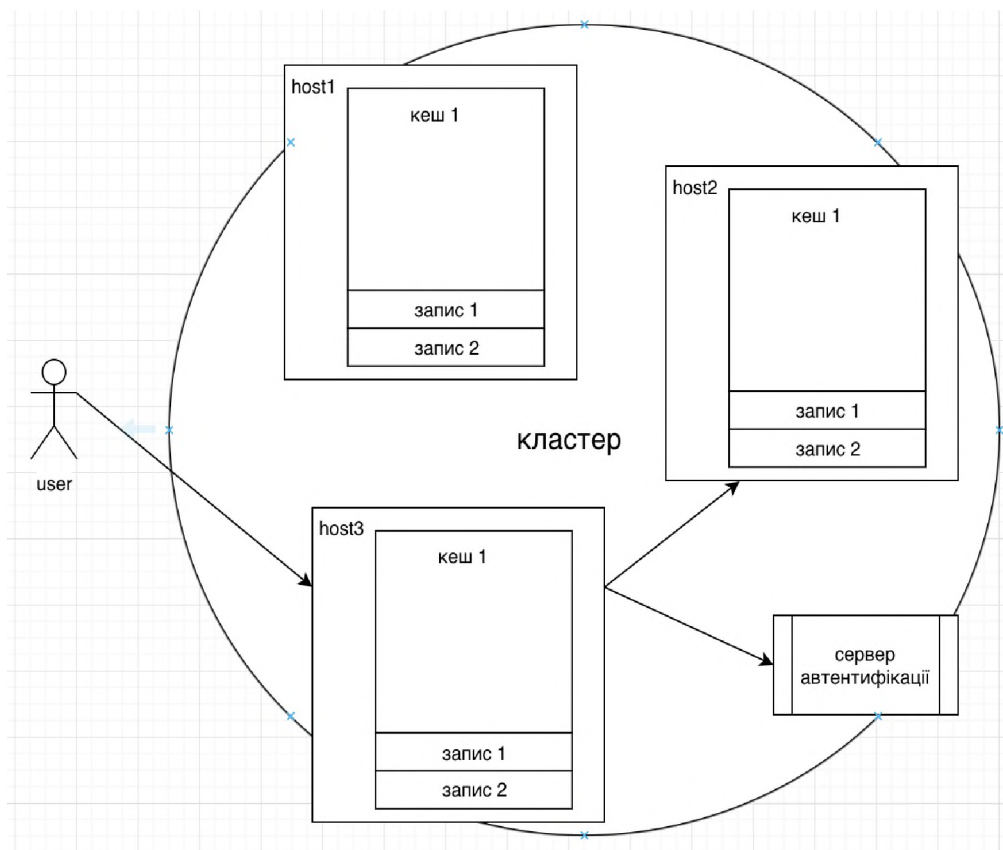 host1
кеш 1
запис 1
запис 2
host2
кеш 1
запис 1
запис 2
кластер
user
host3
кеш 1
запис 1
запис 2
сервер
автентифікації